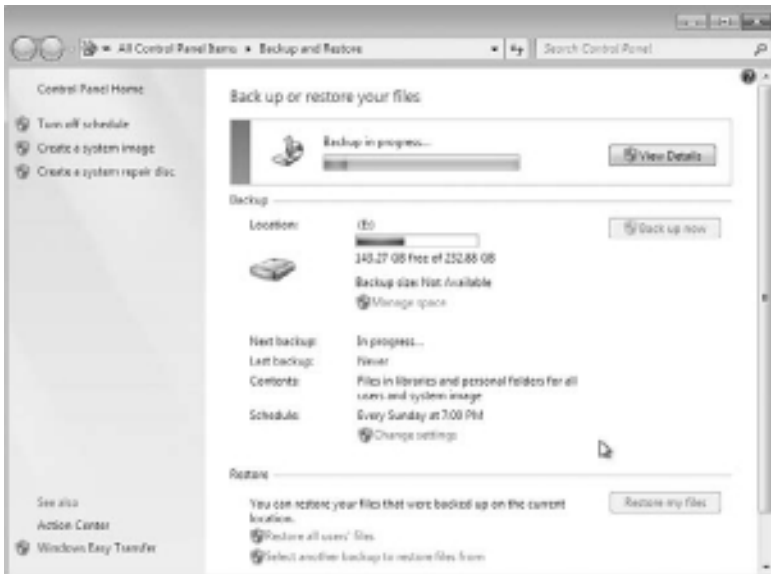 All Control Panel Items ▸ Backup and Restore
Search Control Panel
Control Panel Home
Turn off schedule
Create a system image
Create a system repair disc
See also
Action Center
Windows Easy Transfer
Back up or restore your files
Backup in progress...
View Details
Backup
Location:
(E:)
Back up now
143.27 GB free of 232.88 GB
Backup size: Not Available
Manage space
Next backup: In progress...
Last backup: Never
Contents: Files in libraries and personal folders for all
users and system image
Schedule: Every Sunday at 7:00 PM
Change settings
Restore
You can restore your files that were backed up on the current
location.
Restore my files
Restore all users' files
Select another backup to restore files from